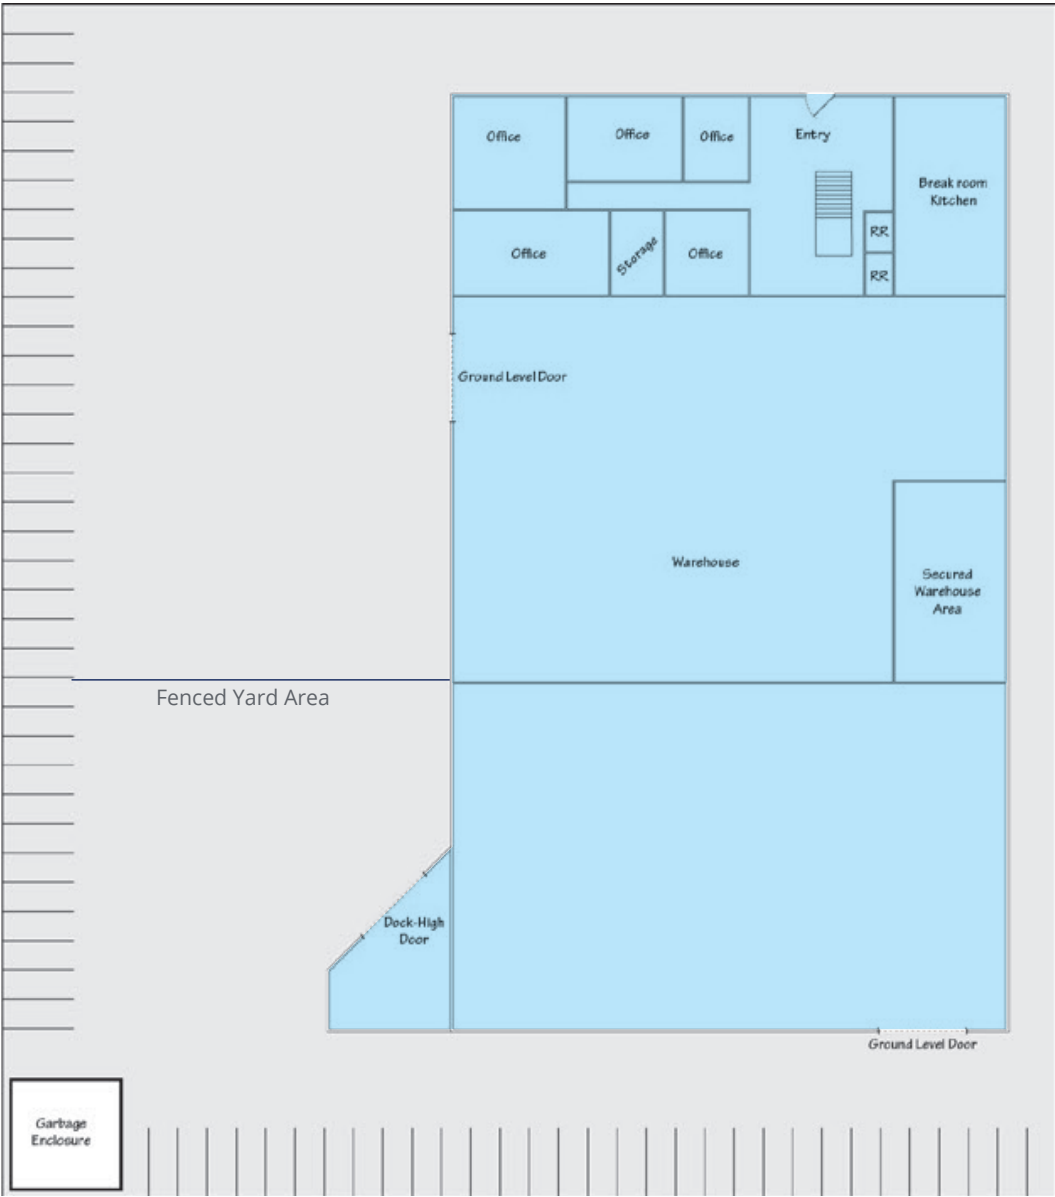 Office
Office
Office
Entry
Break room
Kitchen
RR
Office
Storage
Office
RR
Ground Level Door
Warehouse
Secured
Warehouse
Area
Fenced Yard Area
Dock-High
Door
Ground Level Door
Garbage
Enclosure